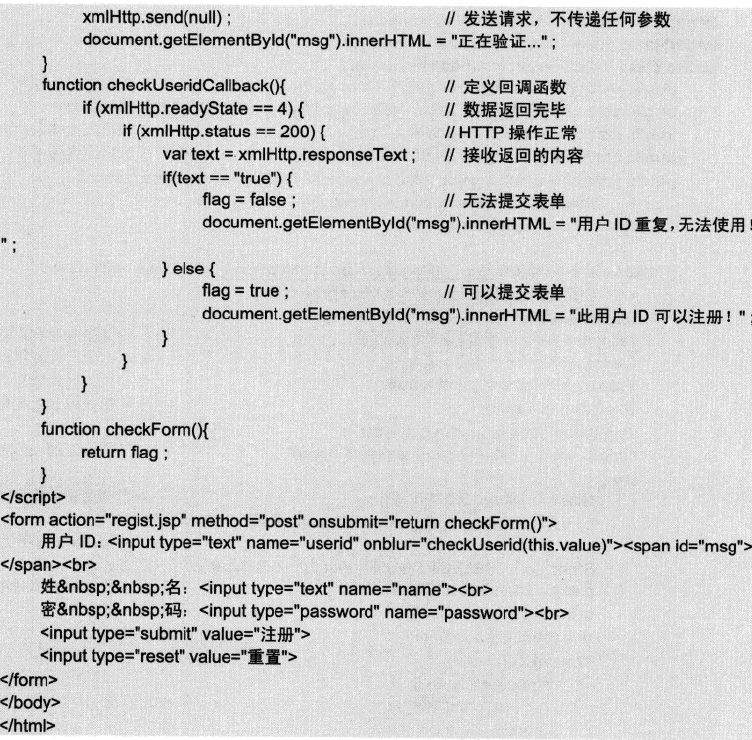 xmlHttp.send(null) ; // 发送请求，不传递任何参数
document.getElementById("msg").innerHTML = "正在验证..." ;
}
function checkUseridCallback(){ // 定义回调函数
if (xmlHttp.readyState == 4) { // 数据返回完毕
if (xmlHttp.status == 200) { // HTTP 操作正常
var text = xmlHttp.responseText ; // 接收返回的内容
if(text == "true") {
flag = false ; // 无法提交表单
document.getElementById("msg").innerHTML = "用户 ID 重复，无法使用！
" ;
} else {
flag = true ; // 可以提交表单
document.getElementById("msg").innerHTML = "此用户 ID 可以注册！" ;
}
}
}
}
function checkForm(){
return flag ;
}
</script>
<form action="regist.jsp" method="post" onsubmit="return checkForm()">
用户 ID：<input type="text" name="userid" onblur="checkUserid(this.value)"><span id="msg">
</span><br>
姓&nbsp;&nbsp;名：<input type="text" name="name"><br>
密&nbsp;&nbsp;码：<input type="password" name="password"><br>
<input type="submit" value="注册">
<input type="reset" value="重置">
</form>
</body>
</html>